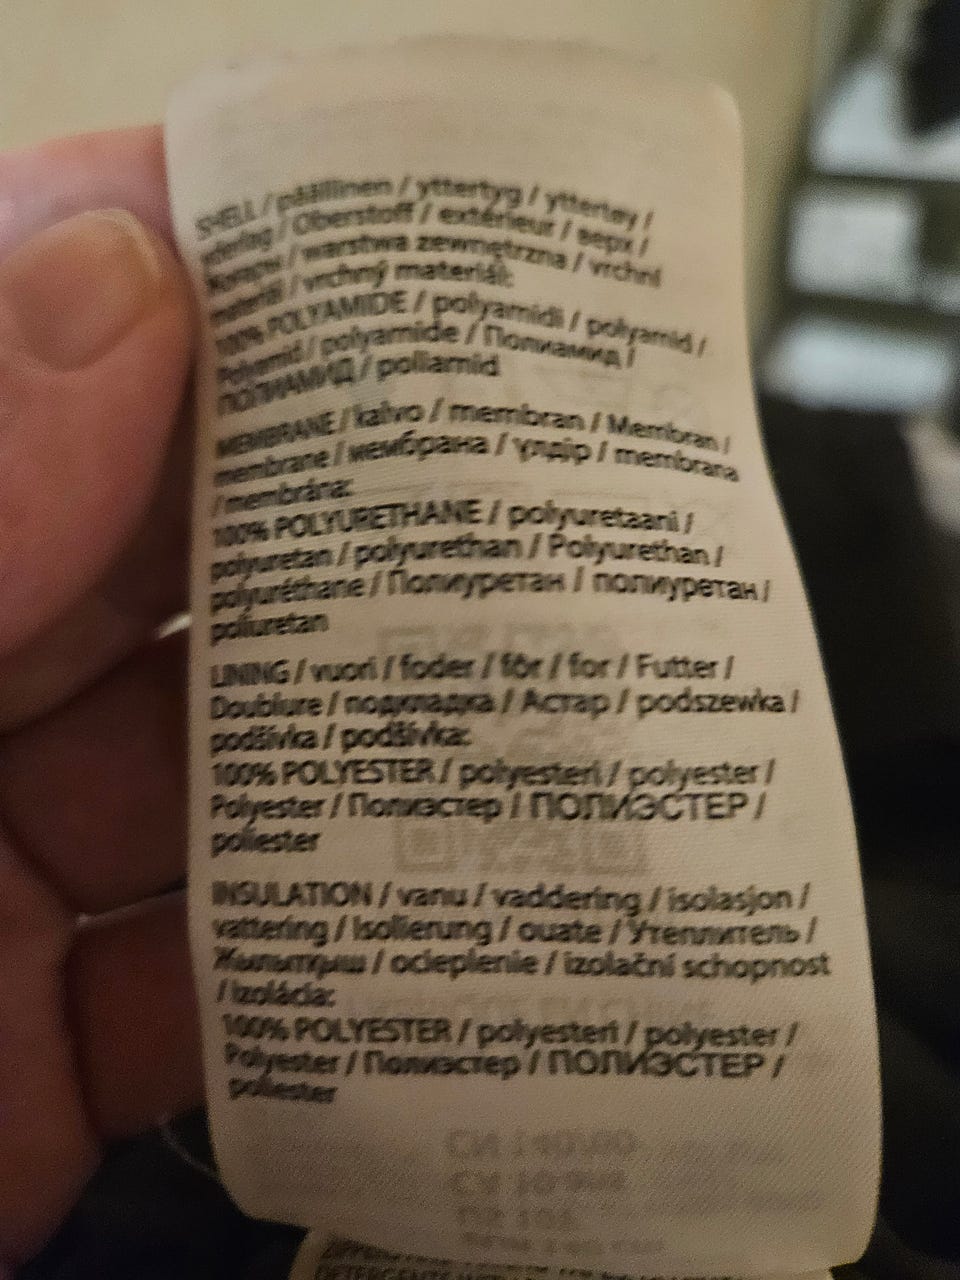 SHELL / päällinen / yttertyg / yttertøy /
yderlag / Oberstoff / extérieur / верх /
Жоғарғы / warstwa zewnętrzna / vrchní
materiál / vrchný materiál:
100% POLYAMIDE / polyamidi / polyamid /
Polyamid / polyamide / Полиамид /
ПОЛИАМИД / poliamid
MEMBRANE / kalvo / membran / Membran /
membrane / мембрана / үлдір / membrana
/ membrána:
100% POLYURETHANE / polyuretaani /
polyuretan / polyurethan / Polyurethan /
polyuréthane / Полиуретан / полиуретан /
poliuretan
LINING / vuori / foder / fôr / for / Futter /
Doublure / подкладка / Астар / podszewka /
podšívka / podšívka:
100% POLYESTER / polyesteri / polyester /
Polyester / Полиэстер / ПОЛИЭСТЕР /
poliester
INSULATION / vanu / vaddering / isolasjon /
vattering / Isolierung / ouate / Утеплитель /
/ ocieplenie / izolační schopnost
/ Izolácia:
100% POLYESTER / polyesteri / polyester /
Polyester / Полиэстер / ПОЛИЭСТЕР /
poliester